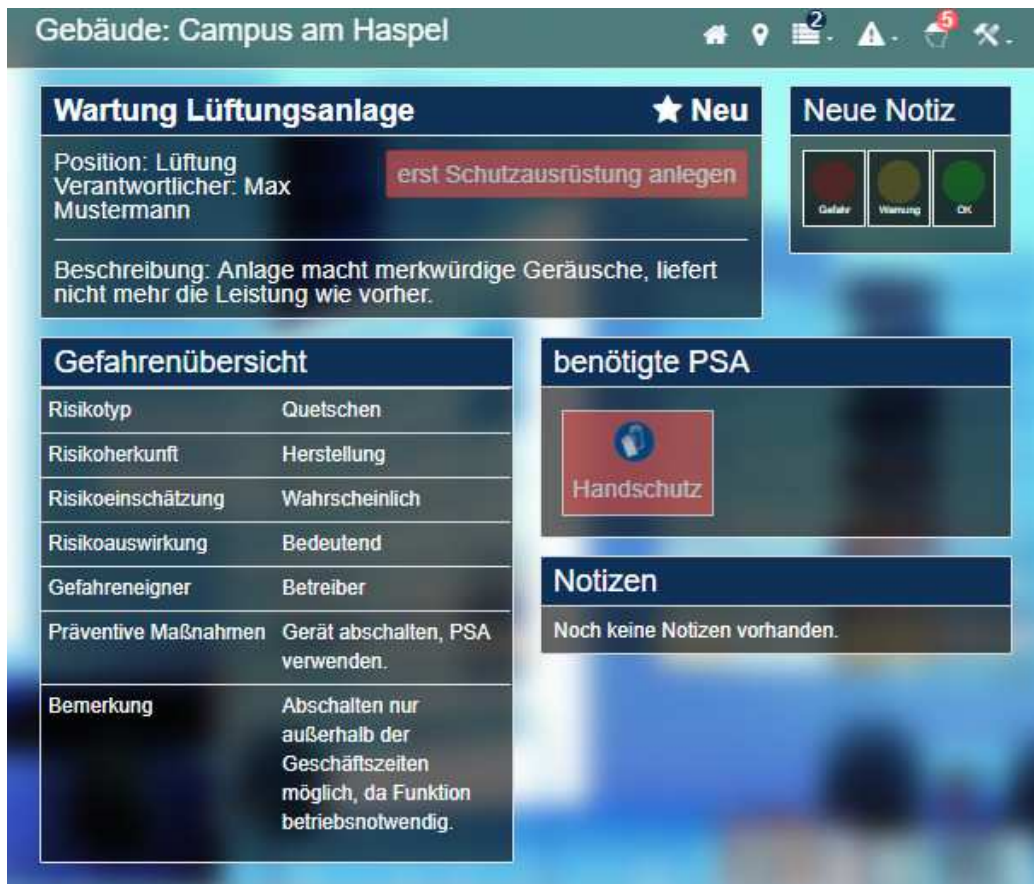 Gebäude: Campus am Haspel
2
5
Wartung Lüftungsanlage
Neu
Position: Lüftung
Verantwortlicher: Max
Mustermann
erst Schutzausrüstung anlegen
Beschreibung: Anlage macht merkwürdige Geräusche, liefert
nicht mehr die Leistung wie vorher.
Neue Notiz
Gefahr Warnung OK
Gefahrenübersicht
Risikotyp Quetschen
Risikoherkunft Herstellung
Risikoeinschätzung Wahrscheinlich
Risikoauswirkung Bedeutend
Gefahreneigner Betreiber
Präventive Maßnahmen Gerät abschalten, PSA
verwenden.
Bemerkung Abschalten nur
außerhalb der
Geschäftszeiten
möglich, da Funktion
betriebsnotwendig.
benötigte PSA
Handschutz
Notizen
Noch keine Notizen vorhanden.